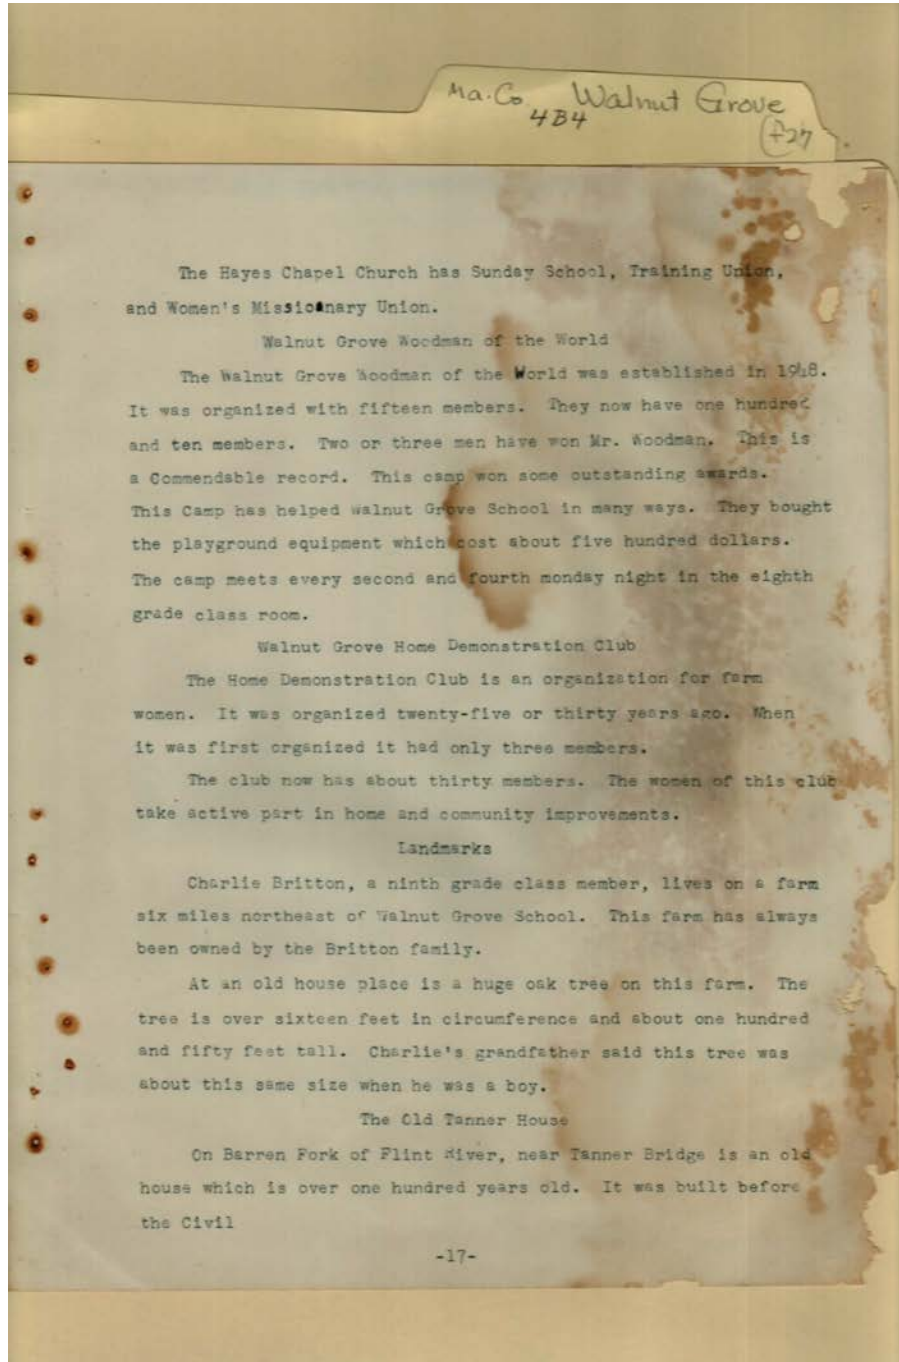 Ma. Co Walnut Grove
4B4
f27
The Hayes Chapel Church has Sunday School, Training Union,
and Women's Missionary Union.
Walnut Grove Woodman of the World
The Walnut Grove Woodman of the World was established in 1948.
It was organized with fifteen members. They now have one hundred
and ten members. Two or three men have won Mr. Woodman. This is
a Commendable record. This camp won some outstanding awards.
This Camp has helped Walnut Grove School in many ways. They bought
the playground equipment which cost about five hundred dollars.
The camp meets every second and fourth monday night in the eighth
grade class room.
Walnut Grove Home Demonstration Club
The Home Demonstration Club is an organization for farm
women. It was organized twenty-five or thirty years ago. When
it was first organized it had only three members.
The club now has about thirty members. The women of this club
take active part in home and community improvements.
Landmarks
Charlie Britton, a ninth grade class member, lives on a farm
six miles northeast of Walnut Grove School. This farm has always
been owned by the Britton family.
At an old house place is a huge oak tree on this farm. The
tree is over sixteen feet in circumference and about one hundred
and fifty feet tall. Charlie's grandfather said this tree was
about this same size when he was a boy.
The Old Tanner House
On Barren Fork of Flint River, near Tanner Bridge is an old
house which is over one hundred years old. It was built before
the Civil
-17-